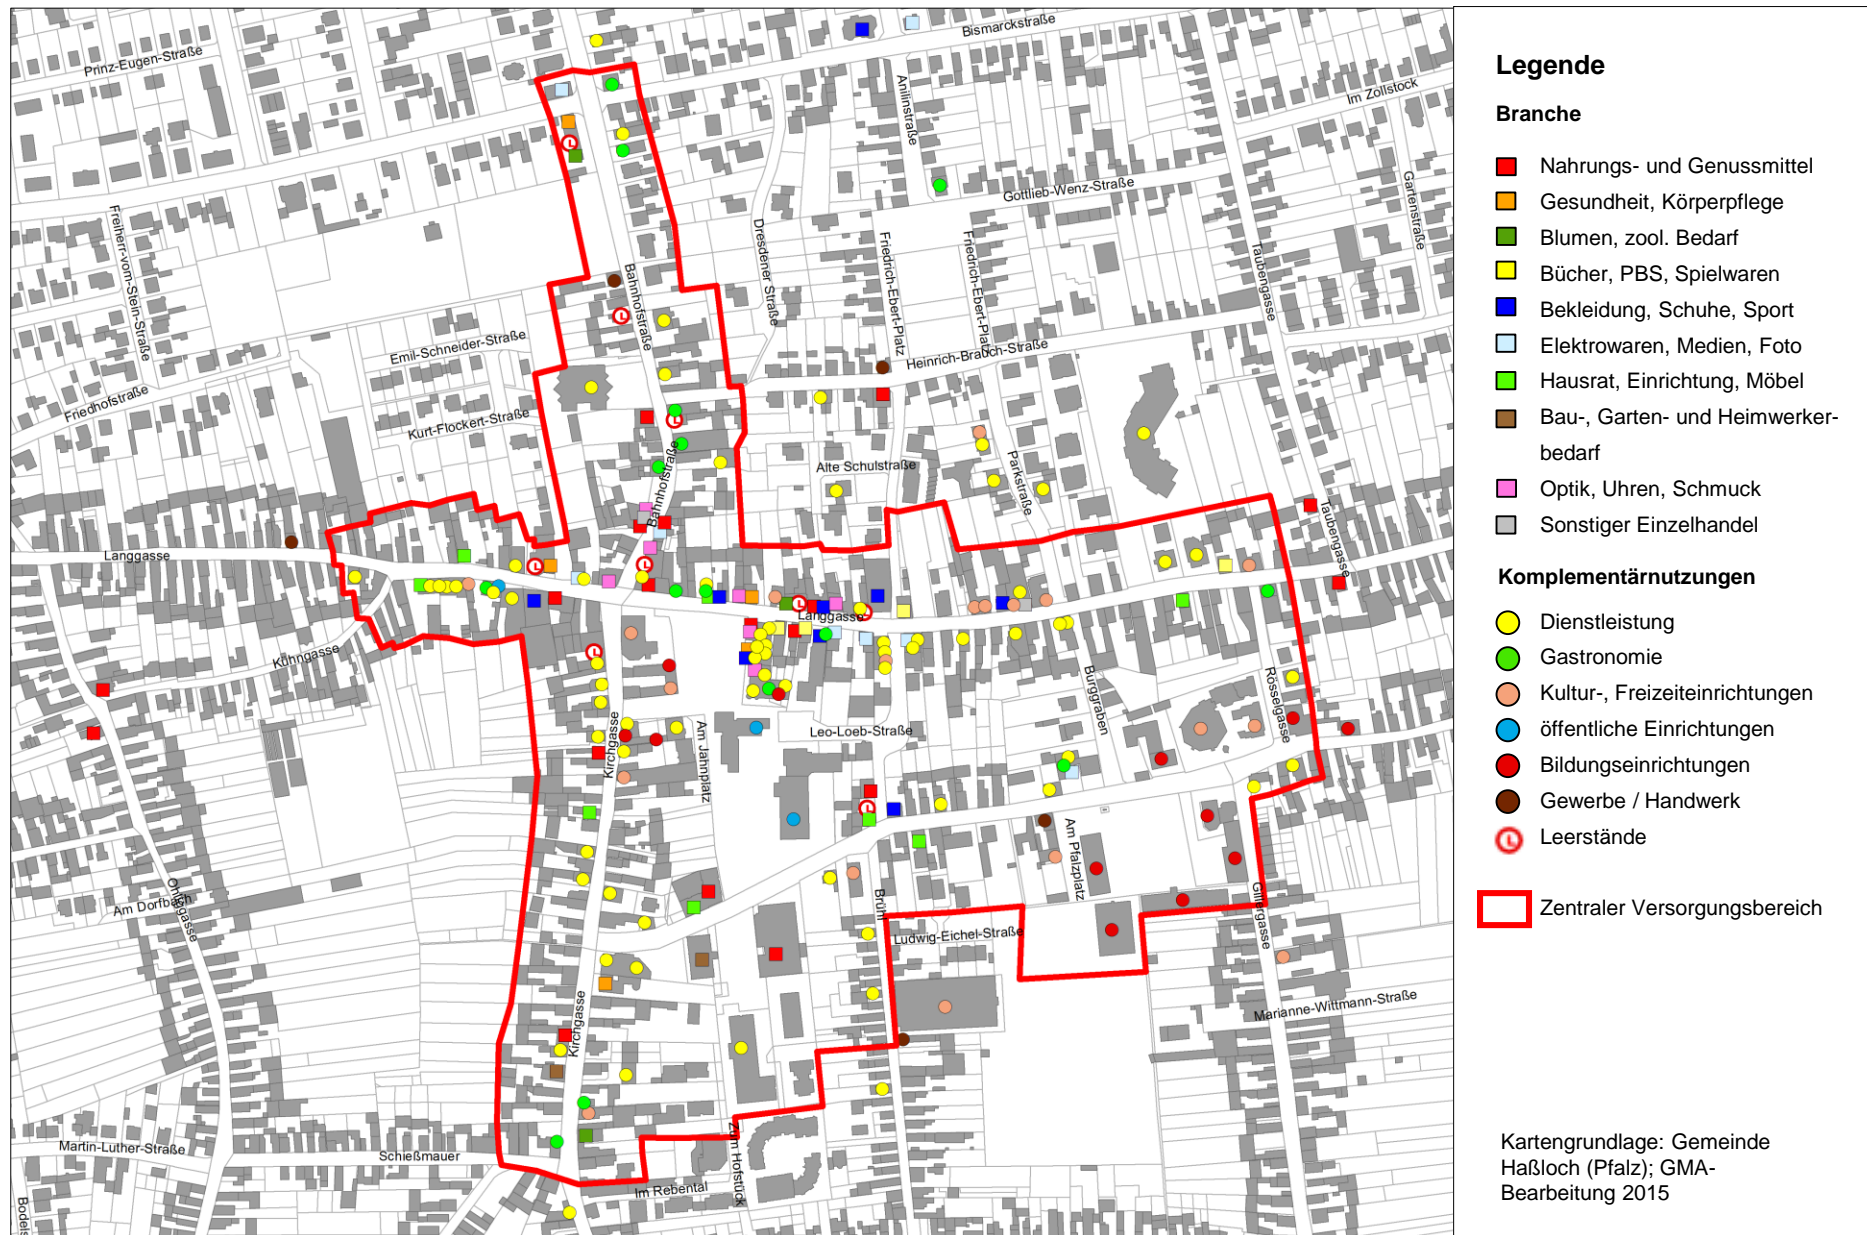 Prinz-Eugen-Straße
Bismarckstraße
Anilinstraße
Im Zollstock
Gottlieb-Wenz-Straße
Gartenstraße
Freiherr-vom-Stein-Straße
Bahnhofstraße
Dresdener Straße
Friedrich-Ebert-Platz
Friedrich-Ebert-Platz
Taubengasse
Emil-Schneider-Straße
Heinrich-Brauch-Straße
Friedhofstraße
Kurt-Flockert-Straße
Alte Schulstraße
Parkstraße
Bahnhofstraße
Taubengasse
Langgasse
Langgasse
Kühngasse
Kirchgasse
Am Jahnplatz
Leo-Loeb-Straße
Burggraben
Rösselgasse
Am Dorfbach
Ohliggasse
Am Pfalzplatz
Brühl
Gillergasse
Ludwig-Eichel-Straße
Marianne-Wittmann-Straße
Kirchgasse
Martin-Luther-Straße
Schießmauer
Im Rebental
Zum Hofstück
Legende
Branche
Nahrungs- und Genussmittel
Gesundheit, Körperpflege
Blumen, zool. Bedarf
Bücher, PBS, Spielwaren
Bekleidung, Schuhe, Sport
Elektrowaren, Medien, Foto
Hausrat, Einrichtung, Möbel
Bau-, Garten- und Heimwerker-
bedarf
Optik, Uhren, Schmuck
Sonstiger Einzelhandel
Komplementärnutzungen
Dienstleistung
Gastronomie
Kultur-, Freizeiteinrichtungen
öffentliche Einrichtungen
Bildungseinrichtungen
Gewerbe / Handwerk
L Leerstände
Zentraler Versorgungsbereich
Kartengrundlage: Gemeinde
Haßloch (Pfalz); GMA-
Bearbeitung 2015